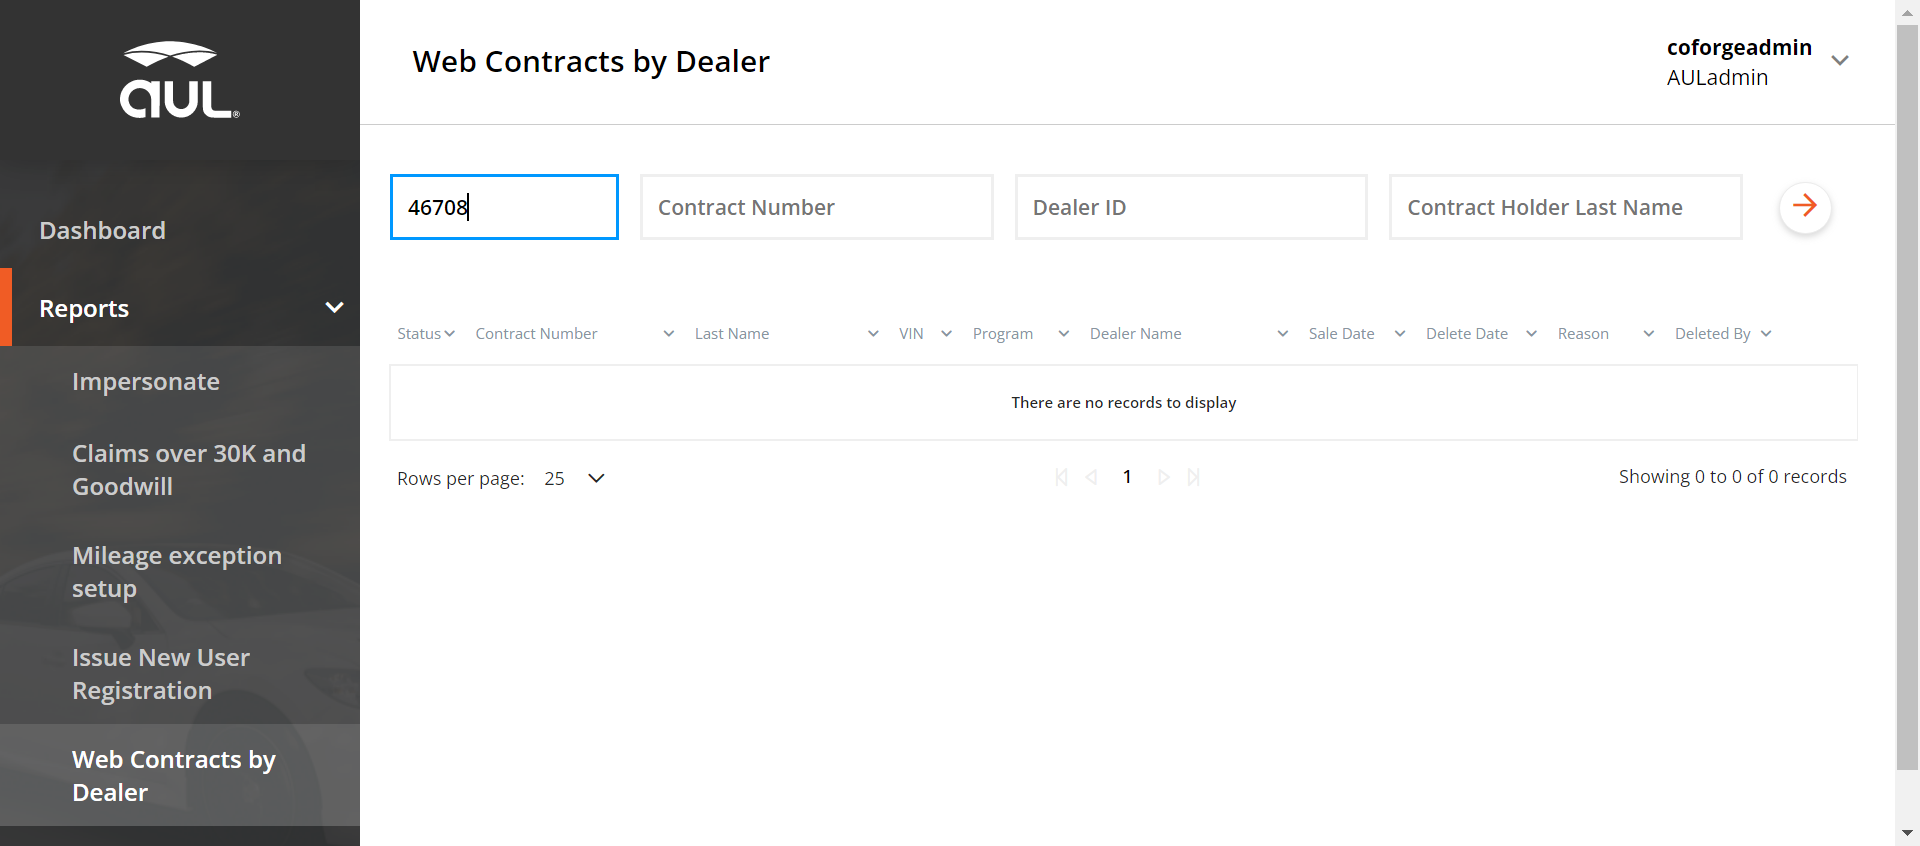 aUL®
Dashboard
Reports
Impersonate
Claims over 30K and
Goodwill
Mileage exception
setup
Issue New User
Registration
Web Contracts by
Dealer
Web Contracts by Dealer
coforgeadmin
AULadmin
46708
Contract Number
Dealer ID
Contract Holder Last Name
Status Contract Number Last Name VIN Program Dealer Name Sale Date Delete Date Reason Deleted By
There are no records to display
Rows per page: 25
1
Showing 0 to 0 of 0 records